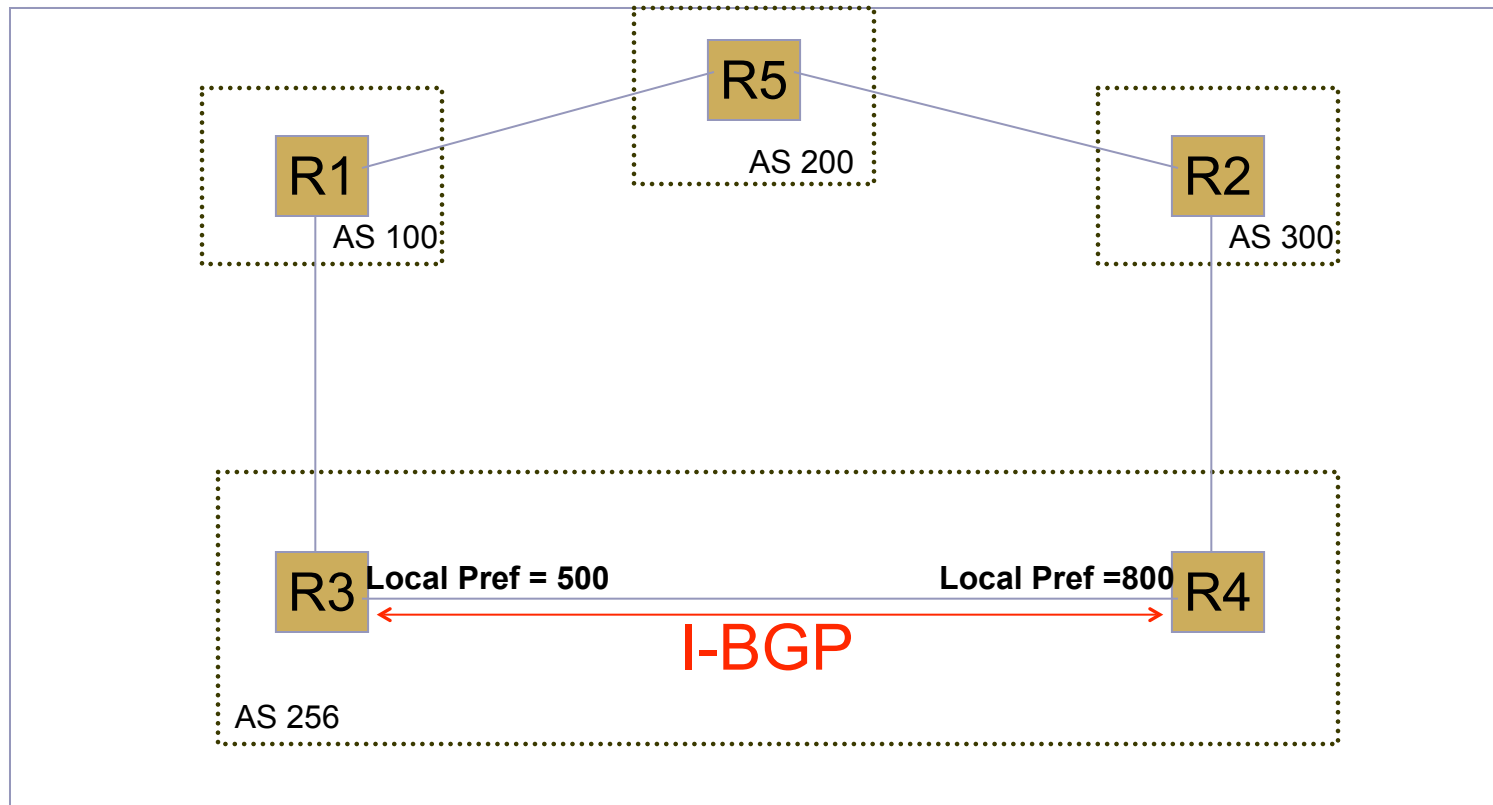 R5
AS 200
R1
AS 100
R2
AS 300
R3
Local Pref = 500
Local Pref =800
R4
I-BGP
AS 256